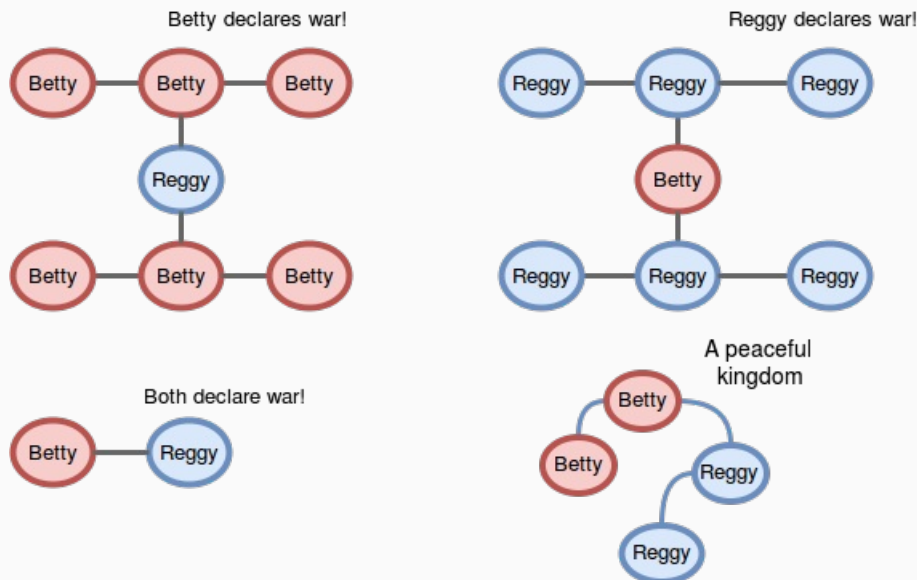 Betty declares war!
Reggy declares war!
Betty Betty Betty
Reggy Reggy Reggy
Reggy
Betty
Betty Betty Betty
Reggy Reggy Reggy
A peaceful
kingdom
Both declare war!
Betty
Betty Reggy
Betty
Reggy
Reggy